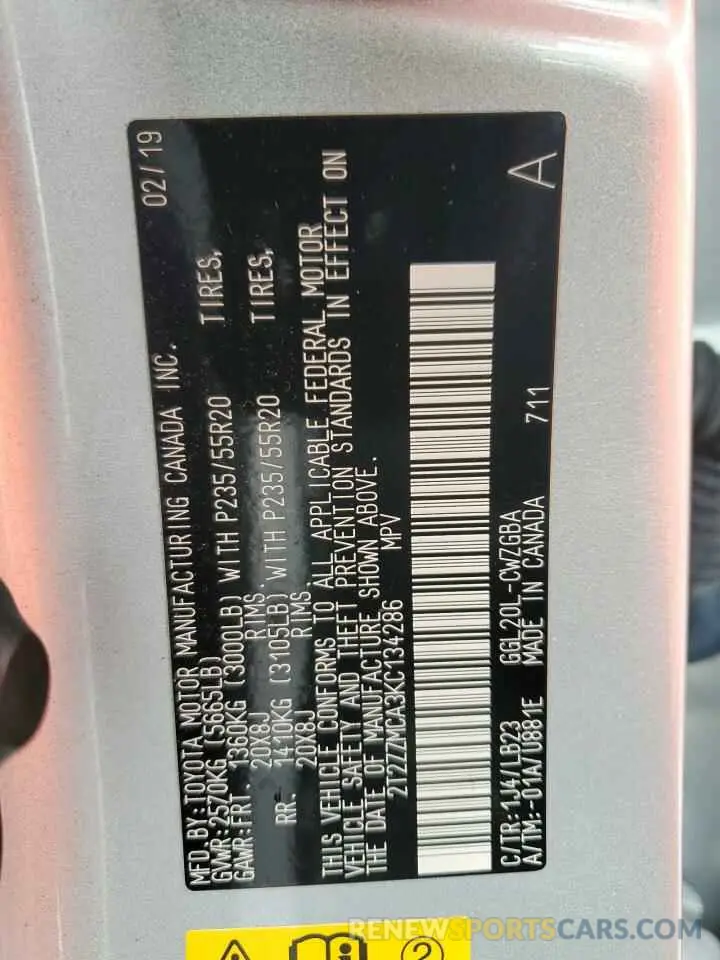 MFD.BY:TOYOTA MOTOR MANUFACTURING CANADA INC. 02/19
GVWR:2570KG (5665LB)
GAWR:FRT. 1360KG (3000LB) WITH P235/55R20 TIRES,
20X8J RIMS,
RR. 1410KG (3105LB) WITH P235/55R20 TIRES,
20X8J RIMS.
THIS VEHICLE CONFORMS TO ALL APPLICABLE FEDERAL MOTOR
VEHICLE SAFETY AND THEFT PREVENTION STANDARDS IN EFFECT ON
THE DATE OF MANUFACTURE SHOWN ABOVE.
2T2ZZMCA3KC134286 MPV
C/TR:1J4/LB23 GGL20L-CWZGBA 711 A
A/TM:-01A/U881E MADE IN CANADA
RENEWSPORTSCARS.COM